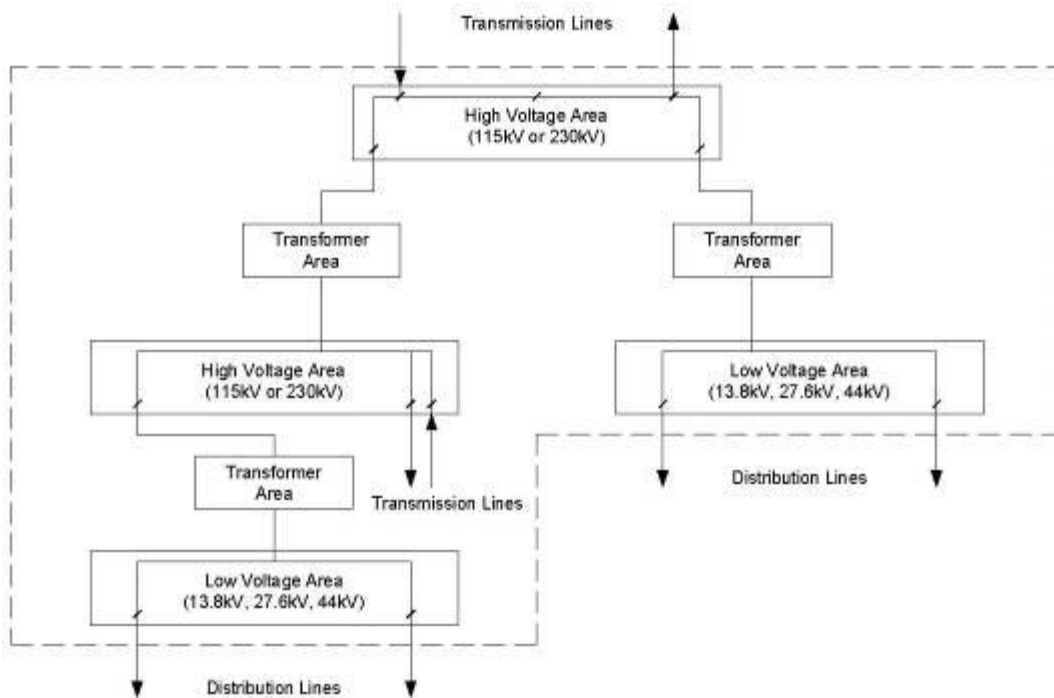 Transmission Lines
High Voltage Area
(115kV or 230kV)
Transformer
Area
Transformer
Area
High Voltage Area
(115kV or 230kV)
Low Voltage Area
(13.8kV, 27.6kV, 44kV)
Transformer
Area
Transmission Lines
Distribution Lines
Low Voltage Area
(13.8kV, 27.6kV, 44kV)
Distribution Lines